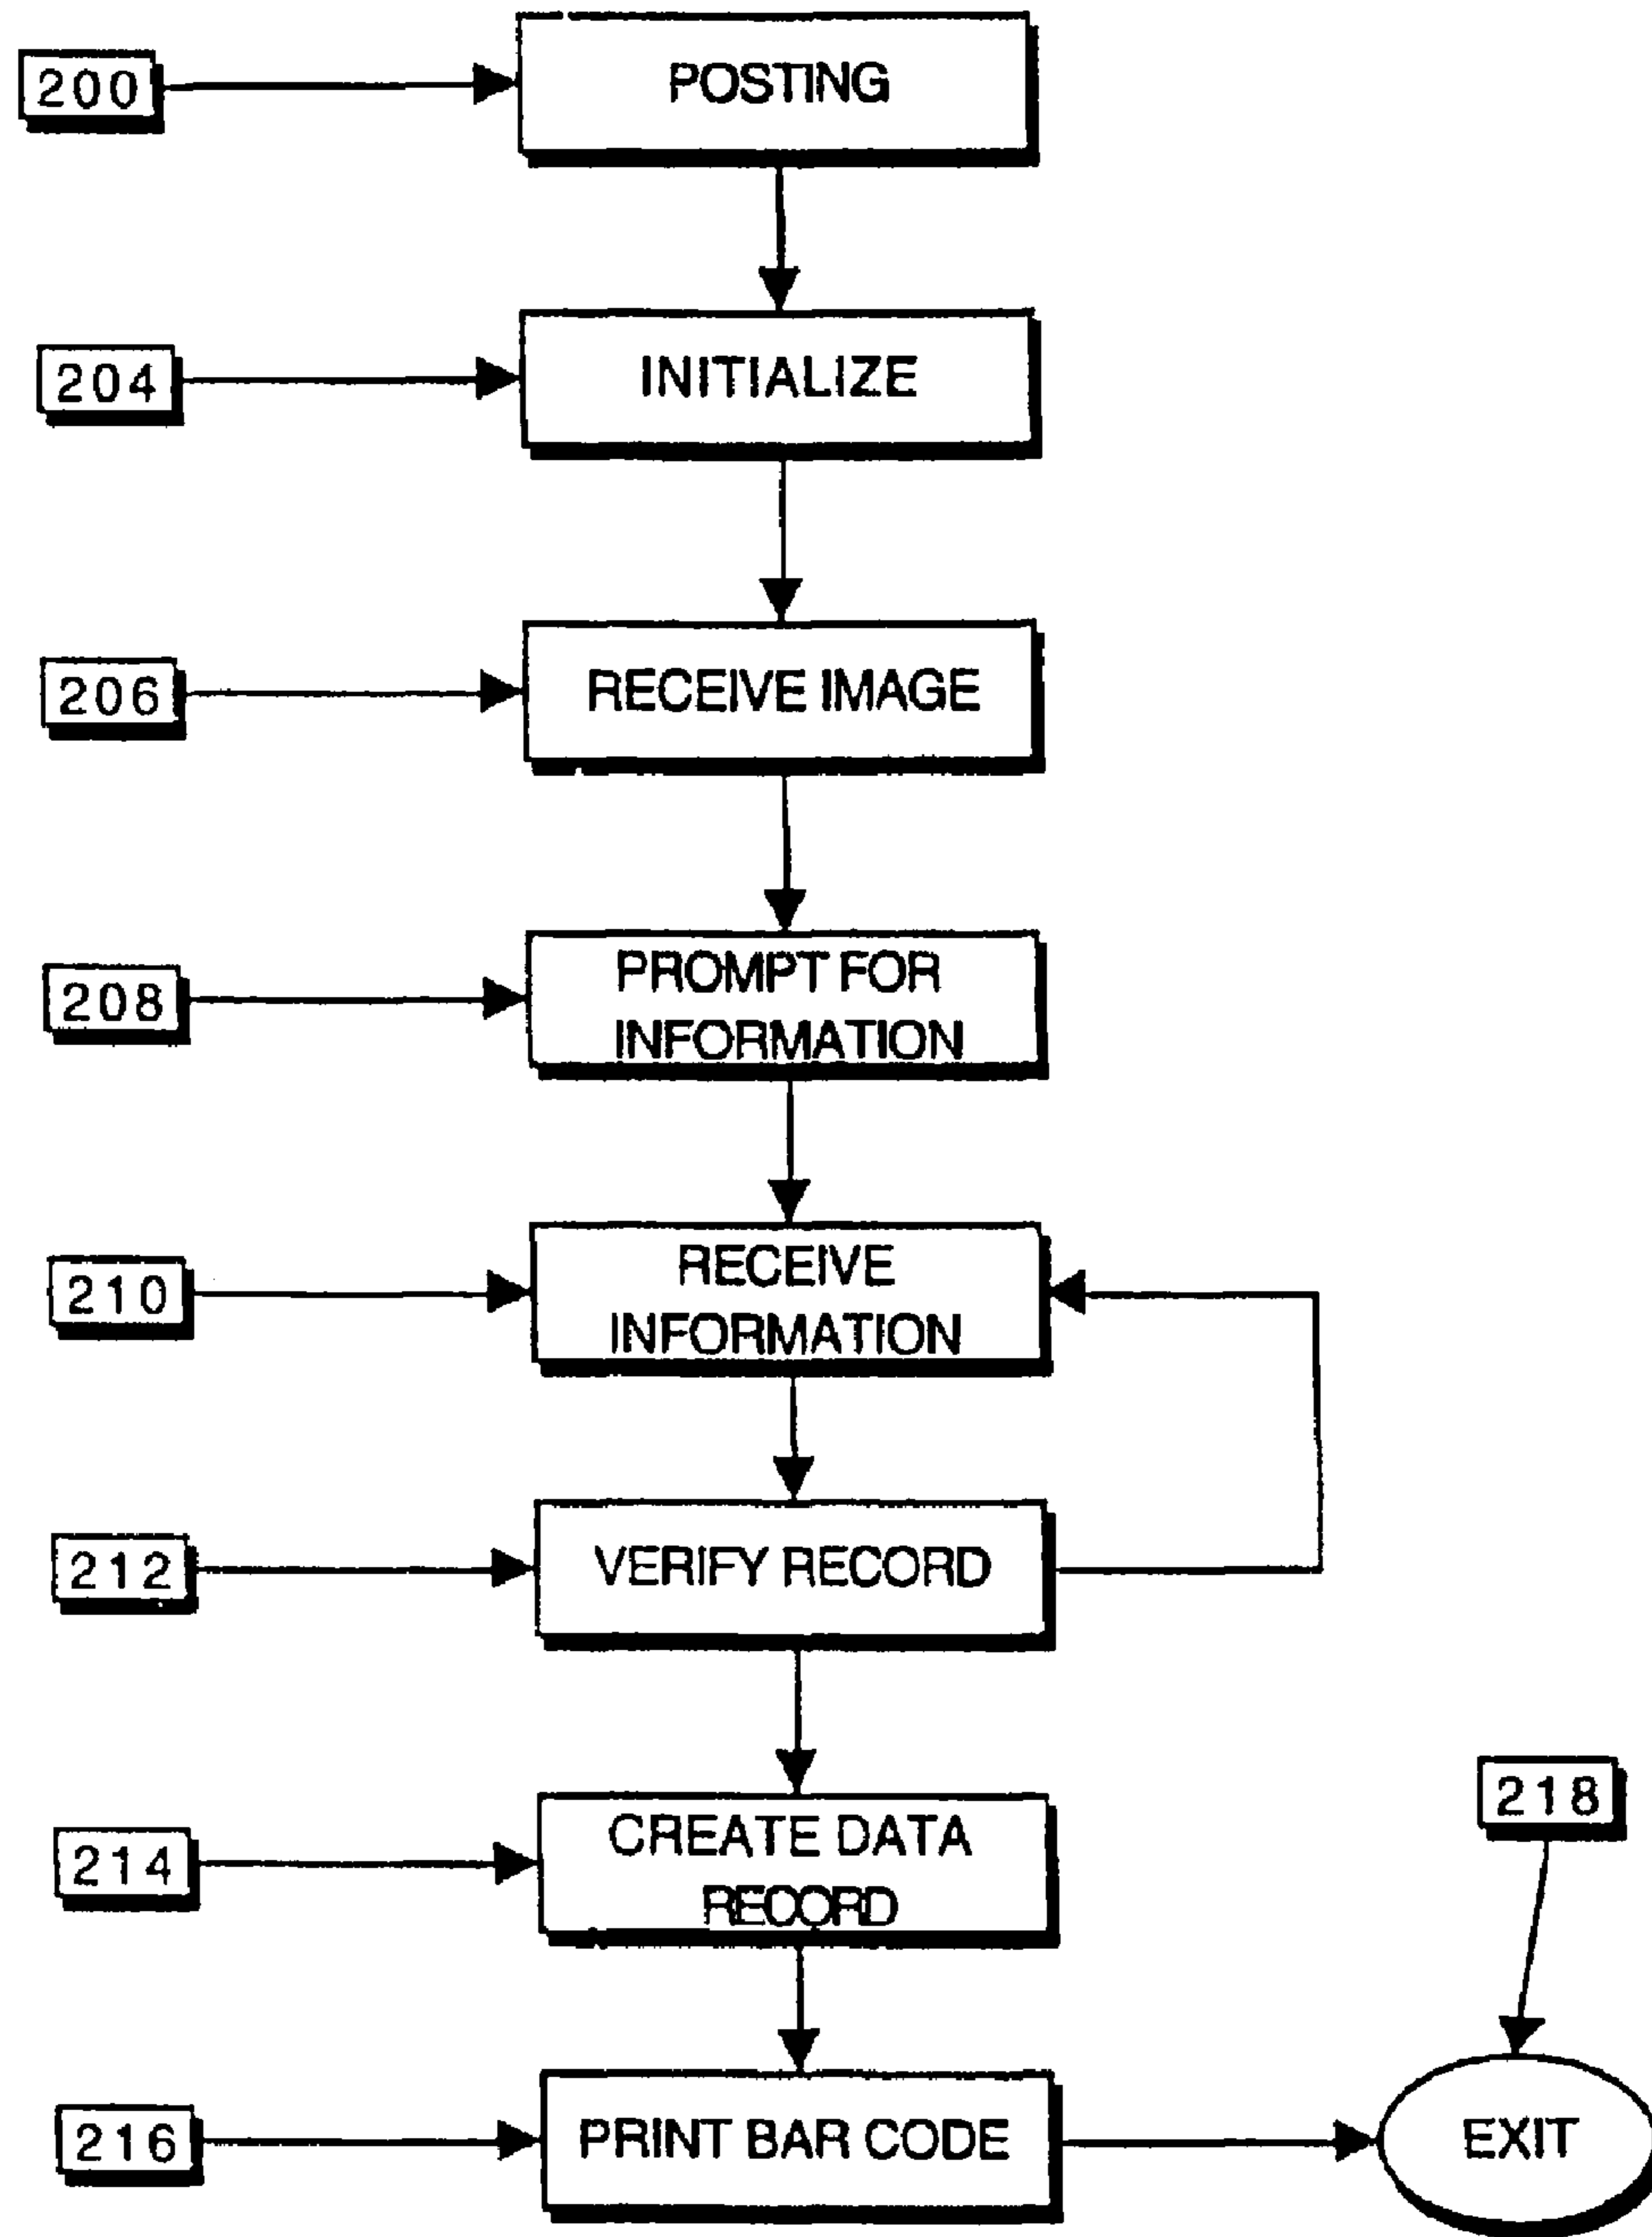 200
POSTING
204
INITIALIZE
206
RECEIVE IMAGE
208
PROMPT FOR
INFORMATION
210
RECEIVE
INFORMATION
212
VERIFY RECORD
214
CREATE DATA
RECORD
218
216
PRINT BAR CODE
EXIT